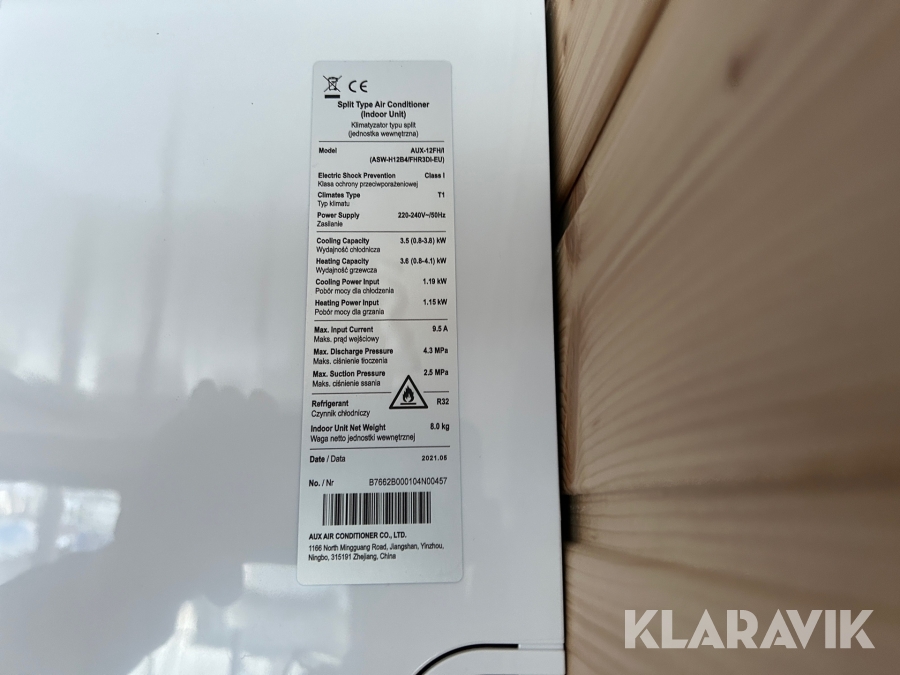 CE
Split Type Air Conditioner
(Indoor Unit)
Klimatyzator typu split
(jednostka wewnętrzna)
Model AUX-12FH/I
(ASW-H12B4/FHR3DI-EU)
Electric Shock Prevention Class I
Klasa ochrony przeciwporażeniowej
Climates Type T1
Typ klimatu
Power Supply 220-240V~/50Hz
Zasilanie
Cooling Capacity 3.5 (0.8-3.8) kW
Wydajność chłodnicza
Heating Capacity 3.6 (0.8-4.1) kW
Wydajność grzewcza
Cooling Power Input 1.19 kW
Pobór mocy dla chłodzenia
Heating Power Input 1.15 kW
Pobór mocy dla grzania
Max. Input Current 9.5 A
Maks. prąd wejściowy
Max. Discharge Pressure 4.3 MPa
Maks. ciśnienie tłoczenia
Max. Suction Pressure 2.5 MPa
Maks. ciśnienie ssania
Refrigerant R32
Czynnik chłodniczy
Indoor Unit Net Weight 8.0 kg
Waga netto jednostki wewnętrznej
Date / Data 2021.06
No. / Nr B7662B000104N00457
AUX AIR CONDITIONER CO., LTD.
1166 North Mingguang Road, Jiangshan, Yinzhou,
Ningbo, 315191 Zhejiang, China
KLARAVIK